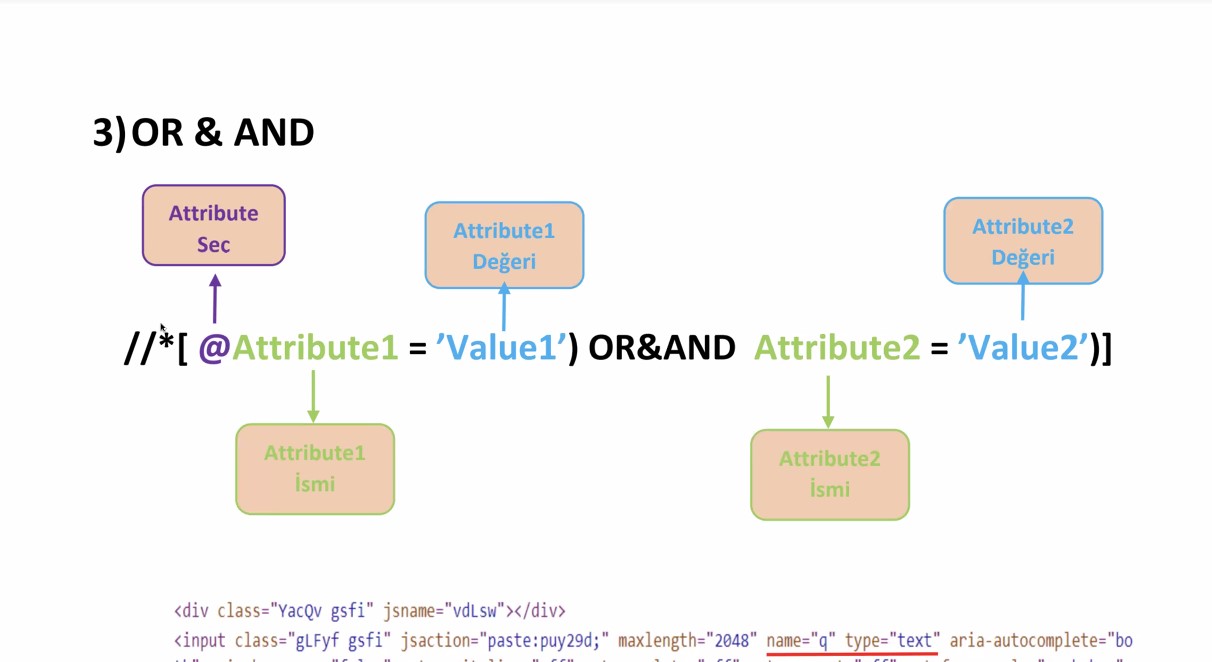 3) OR & AND
Attribute
Sec
Attribute1
Değeri
Attribute2
Değeri
//*[ @Attribute1 = ’Value1’) OR&AND Attribute2 = ’Value2’)]
Attribute1
İsmi
Attribute2
İsmi
<div class="YacQv gsfi" jsname="vdLsw"></div>
<input class="gLFyf gsfi" jsaction="paste:puy29d;" maxlength="2048" name="q" type="text" aria-autocomplete="bo